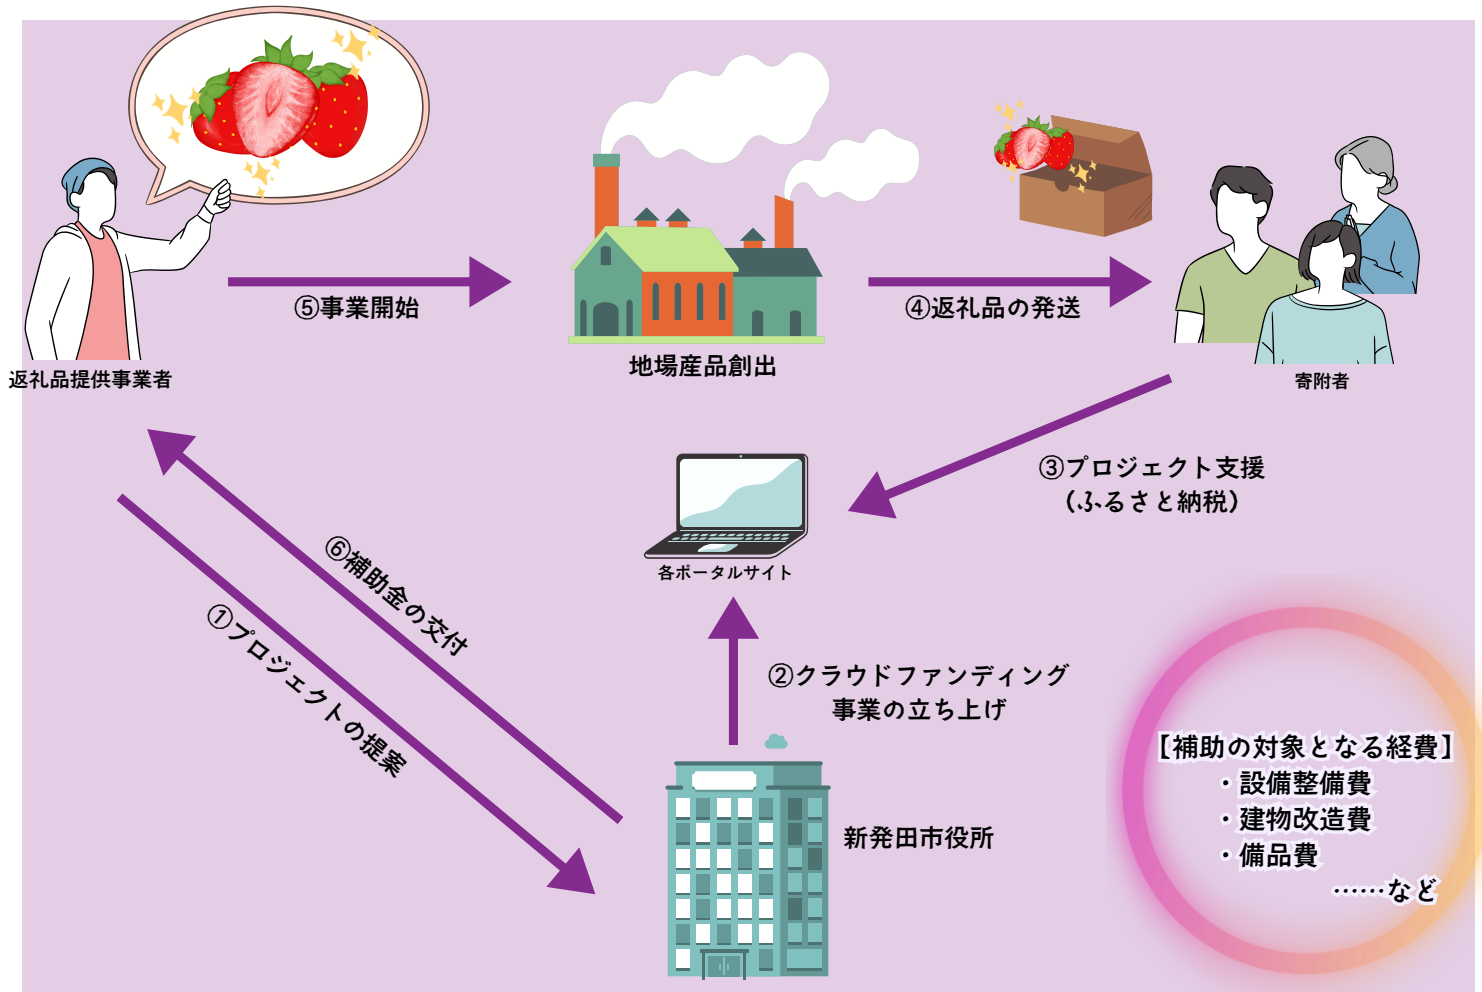 ⑤事業開始
④返礼品の発送
地場産品創出
返礼品提供事業者
寄附者
③プロジェクト支援
（ふるさと納税）
各ポータルサイト
⑥補助金の交付
①プロジェクトの提案
②クラウドファンディング
事業の立ち上げ
新発田市役所
【補助の対象となる経費】
・設備整備費
・建物改造費
・備品費
……など